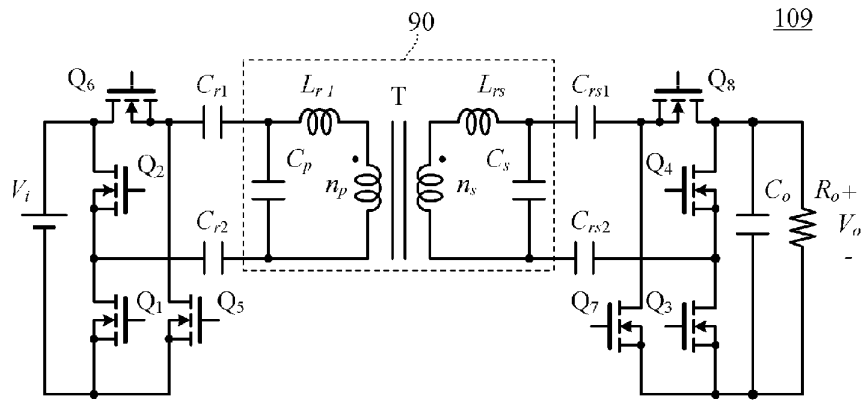 90
109
Q6
Cr1
Lr1
T
Lrs
Crs1
Q8
Q2
Cp
np
ns
Cs
Q4
Vi
Co
Ro
+
Vo
-
Cr2
Crs2
Q1
Q5
Q7
Q3